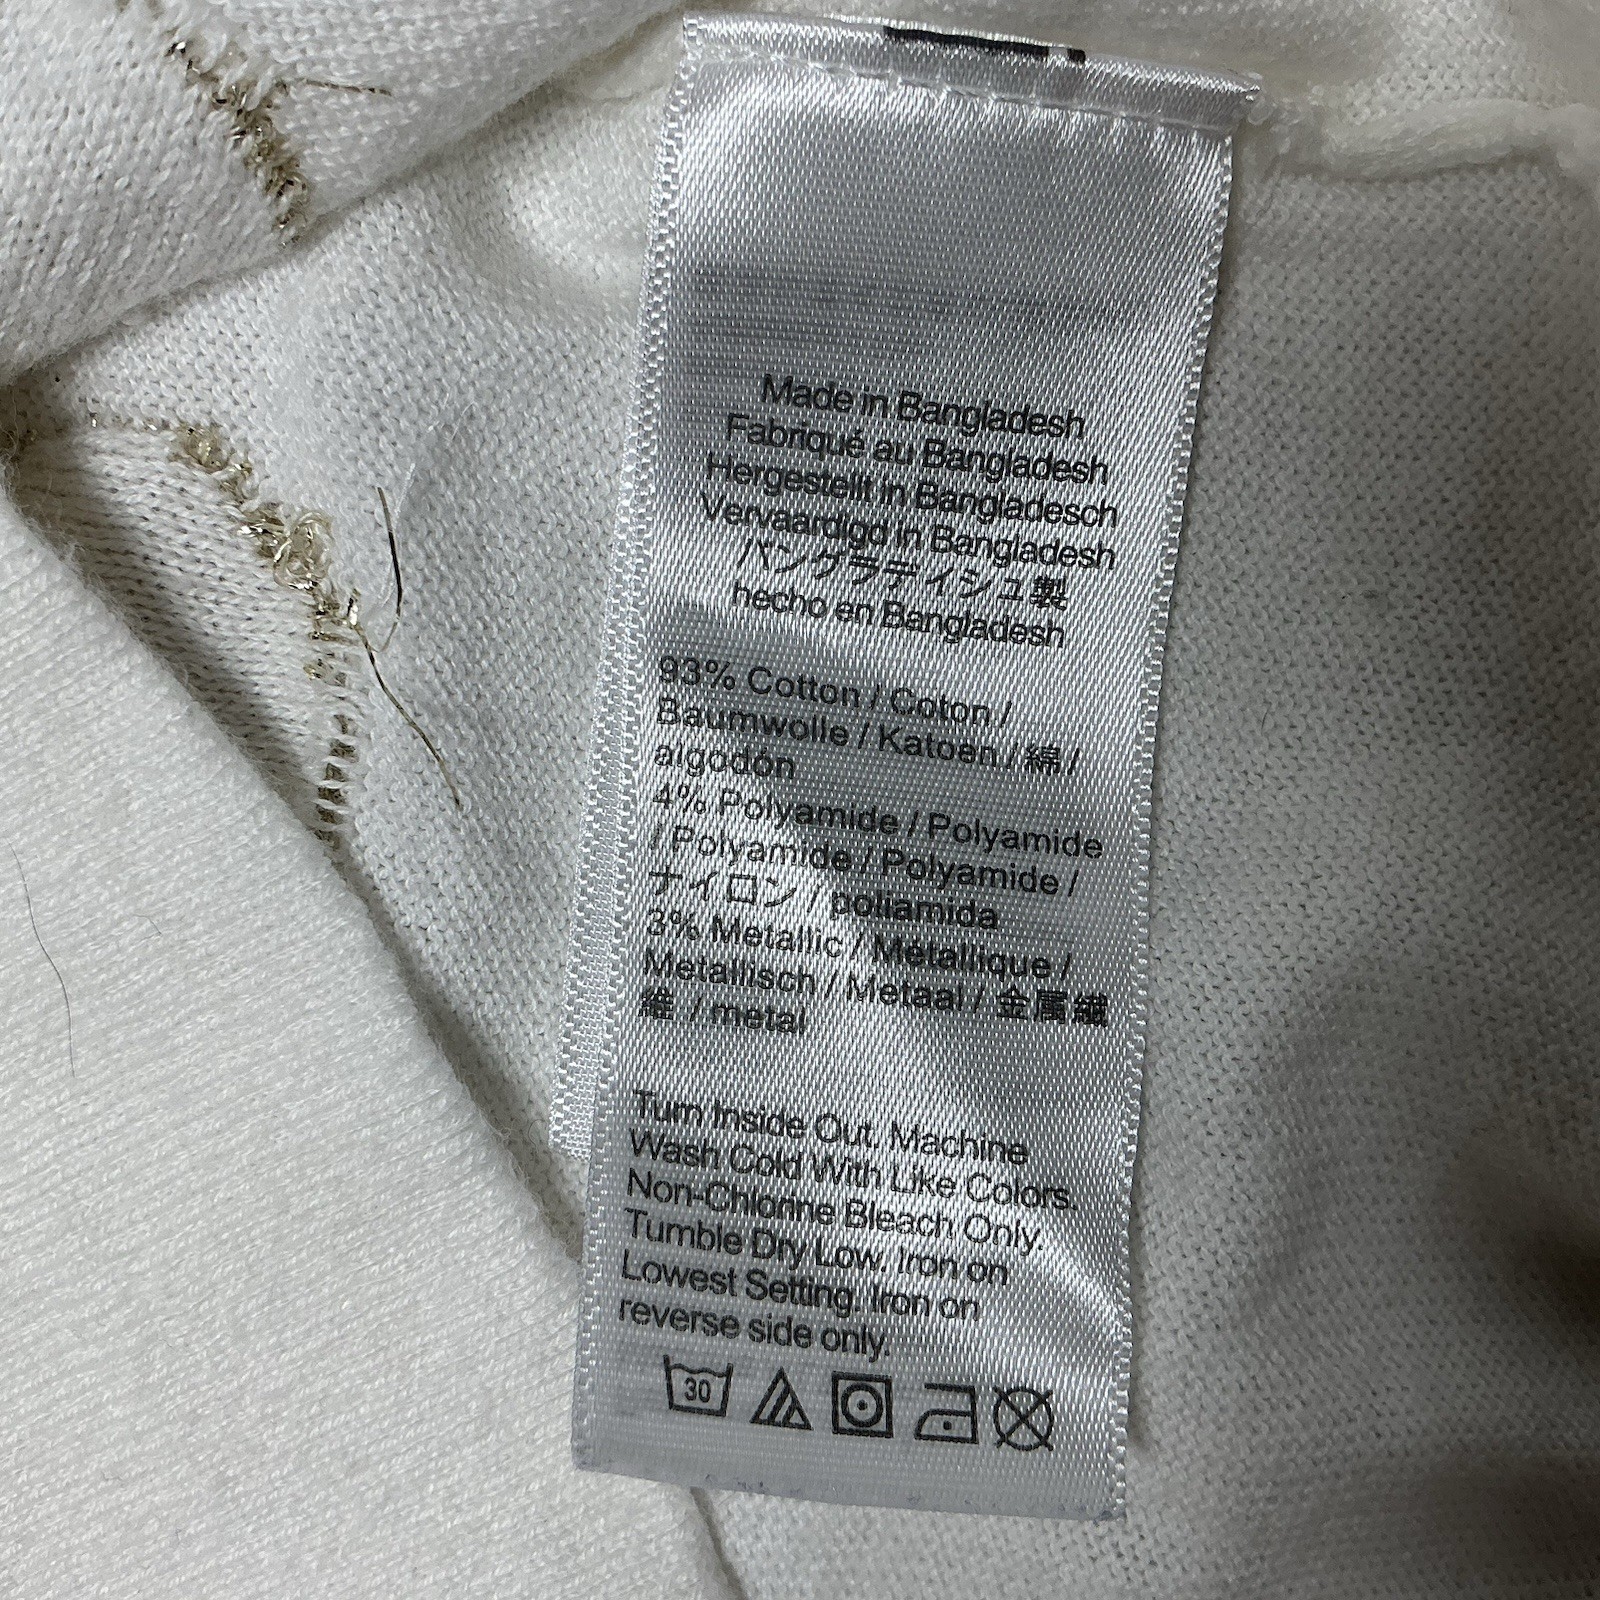 Made in Bangladesh
Fabriqué au Bangladesh
Hergestellt in Bangladesch
Vervaardigd in Bangladesh
バングラデイシュ製
hecho en Bangladesh
93% Cotton / Coton /
Baumwolle / Katoen / 綿 /
algodón
4% Polyamide / Polyamide
/ Polyamide / Polyamide /
ナイロン / poliamida
3% Metallic / Metallique /
Metallisch / Metaal / 金属繊
維 / metal
Turn Inside Out. Machine
Wash Cold With Like Colors.
Non-Chlorine Bleach Only.
Tumble Dry Low. Iron on
Lowest Setting. Iron on
reverse side only.
30